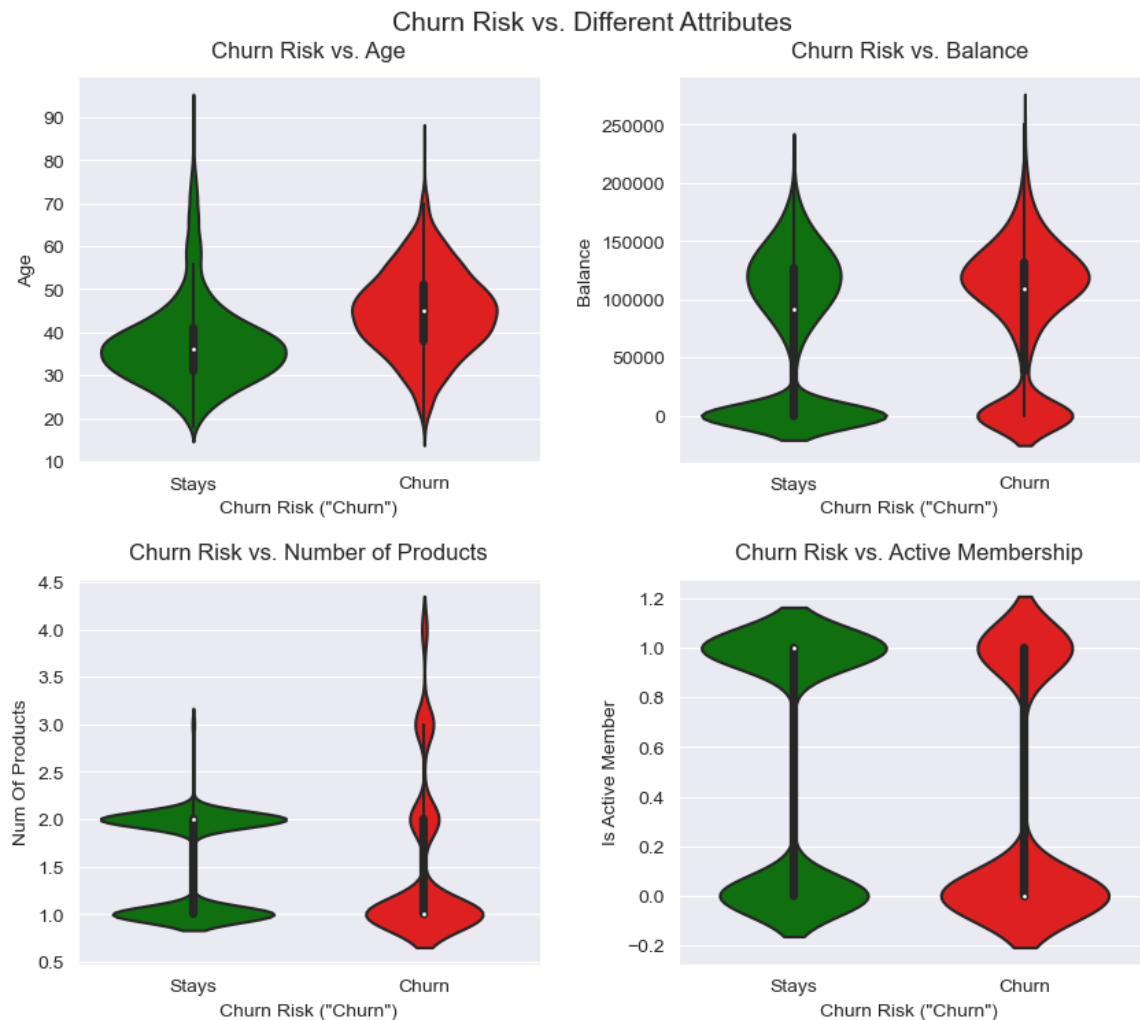 Churn Risk vs. Different Attributes
Churn Risk vs. Age
90
80
70
60
50
40
30
20
10
Age
Stays
Churn
Churn Risk ("Churn")
Churn Risk vs. Balance
250000
200000
150000
100000
50000
0
Balance
Stays
Churn
Churn Risk ("Churn")
Churn Risk vs. Number of Products
4.5
4.0
3.5
3.0
2.5
2.0
1.5
1.0
0.5
Num Of Products
Stays
Churn
Churn Risk ("Churn")
Churn Risk vs. Active Membership
1.2
1.0
0.8
0.6
0.4
0.2
0.0
−0.2
Is Active Member
Stays
Churn
Churn Risk ("Churn")